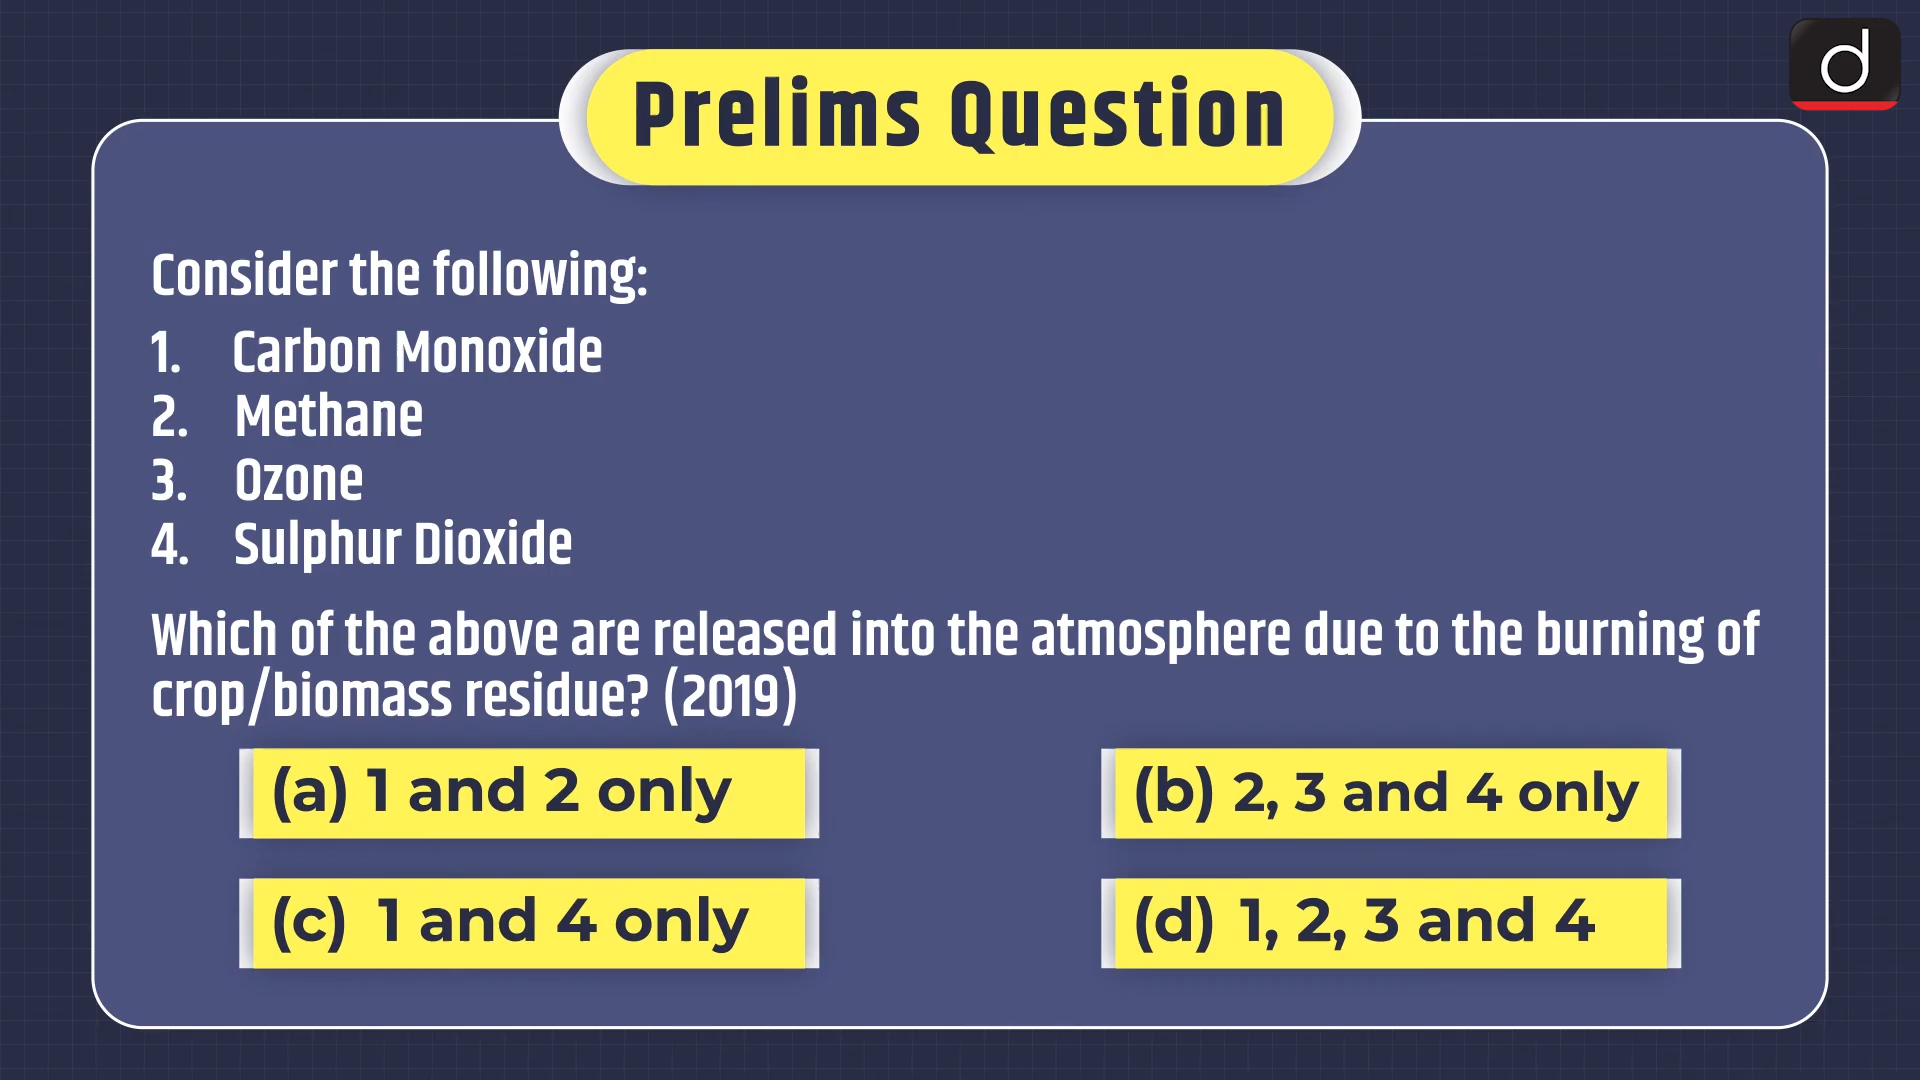 Prelims Question
d
Consider the following:
1. Carbon Monoxide
2. Methane
3. Ozone
4. Sulphur Dioxide
Which of the above are released into the atmosphere due to the burning of
crop/biomass residue? (2019)
(a) 1 and 2 only
(b) 2, 3 and 4 only
(c) 1 and 4 only
(d) 1, 2, 3 and 4